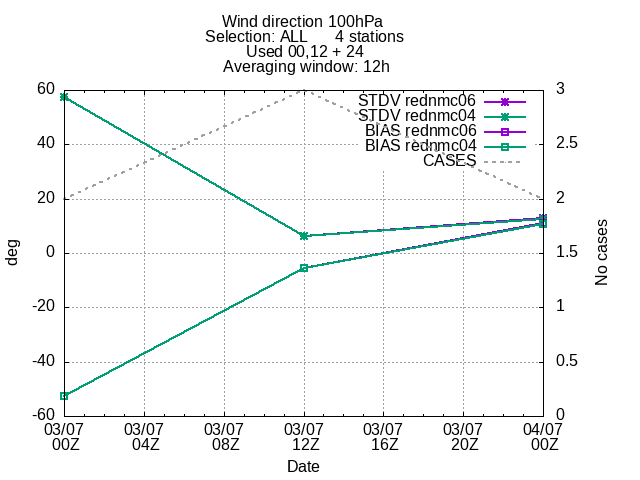 Wind direction 100hPa
Selection: ALL      4 stations
Used 00,12 + 24
Averaging window: 12h
60
40
20
0
-20
-40
-60
deg
3
2.5
2
1.5
1
0.5
0
No cases
STDV rednmc06
STDV rednmc04
BIAS rednmc06
BIAS rednmc04
CASES
03/07 03/07 03/07 03/07 03/07 03/07 04/07
00Z 04Z 08Z 12Z 16Z 20Z 00Z
Date